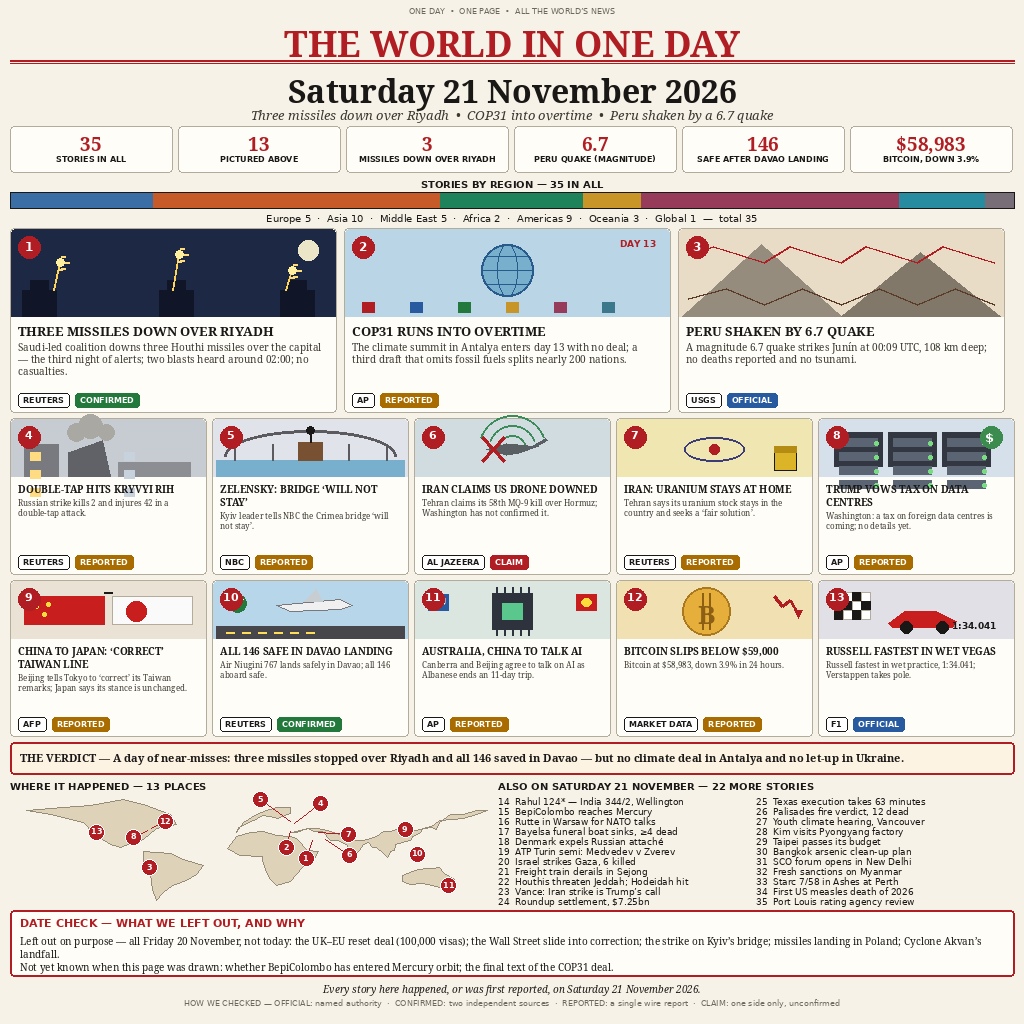 ONE DAY • ONE PAGE • ALL THE WORLD'S NEWS
THE WORLD IN ONE DAY
Saturday 21 November 2026
Three missiles down over Riyadh • COP31 into overtime • Peru shaken by a 6.7 quake
35
STORIES IN ALL
13
PICTURED ABOVE
3
MISSILES DOWN OVER RIYADH
6.7
PERU QUAKE (MAGNITUDE)
146
SAFE AFTER DAVAO LANDING
$58,983
BITCOIN, DOWN 3.9%
STORIES BY REGION — 35 IN ALL
Europe 5 · Asia 10 · Middle East 5 · Africa 2 · Americas 9 · Oceania 3 · Global 1 — total 35
1
THREE MISSILES DOWN OVER RIYADH
Saudi-led coalition downs three Houthi missiles over the capital
— the third night of alerts; two blasts heard around 02:00; no
casualties.
REUTERS CONFIRMED
2
DAY 13
COP31 RUNS INTO OVERTIME
The climate summit in Antalya enters day 13 with no deal; a
third draft that omits fossil fuels splits nearly 200 nations.
AP REPORTED
3
PERU SHAKEN BY 6.7 QUAKE
A magnitude 6.7 quake strikes Junín at 00:09 UTC, 108 km deep;
no deaths reported and no tsunami.
USGS OFFICIAL
4
DOUBLE-TAP HITS KRYVYI RIH
Russian strike kills 2 and injures 42 in a
double-tap attack.
REUTERS REPORTED
5
ZELENSKY: BRIDGE ‘WILL NOT
STAY’
Kyiv leader tells NBC the Crimea bridge ‘will
not stay’.
NBC REPORTED
6
IRAN CLAIMS US DRONE DOWNED
Tehran claims its 58th MQ-9 kill over Hormuz;
Washington has not confirmed it.
AL JAZEERA CLAIM
7
IRAN: URANIUM STAYS AT HOME
Tehran says its uranium stock stays in the
country and seeks a ‘fair solution’.
REUTERS REPORTED
8
$
TRUMP VOWS TAX ON DATA
CENTRES
Washington: a tax on foreign data centres is
coming; no details yet.
AP REPORTED
9
CHINA TO JAPAN: ‘CORRECT’
TAIWAN LINE
Beijing tells Tokyo to ‘correct’ its Taiwan
remarks; Japan says its stance is unchanged.
AFP REPORTED
10
ALL 146 SAFE IN DAVAO LANDING
Air Niugini 767 lands safely in Davao; all 146
aboard safe.
REUTERS CONFIRMED
11
AUSTRALIA, CHINA TO TALK AI
Canberra and Beijing agree to talk on AI as
Albanese ends an 11-day trip.
AP REPORTED
12
B
BITCOIN SLIPS BELOW $59,000
Bitcoin at $58,983, down 3.9% in 24 hours.
MARKET DATA REPORTED
13
1:34.041
RUSSELL FASTEST IN WET VEGAS
Russell fastest in wet practice, 1:34.041;
Verstappen takes pole.
F1 OFFICIAL
THE VERDICT — A day of near-misses: three missiles stopped over Riyadh and all 146 saved in Davao — but no climate deal in Antalya and no let-up in Ukraine.
WHERE IT HAPPENED — 13 PLACES
5
4
13
8
12
3
2
1
7
6
9
10
11
ALSO ON SATURDAY 21 NOVEMBER — 22 MORE STORIES
14 Rahul 124* — India 344/2, Wellington
15 BepiColombo reaches Mercury
16 Rutte in Warsaw for NATO talks
17 Bayelsa funeral boat sinks, ≥4 dead
18 Denmark expels Russian attaché
19 ATP Turin semi: Medvedev v Zverev
20 Israel strikes Gaza, 6 killed
21 Freight train derails in Sejong
22 Houthis threaten Jeddah; Hodeidah hit
23 Vance: Iran strike is Trump’s call
24 Roundup settlement, $7.25bn
25 Texas execution takes 63 minutes
26 Palisades fire verdict, 12 dead
27 Youth climate hearing, Vancouver
28 Kim visits Pyongyang factory
29 Taipei passes its budget
30 Bangkok arsenic clean-up plan
31 SCO forum opens in New Delhi
32 Fresh sanctions on Myanmar
33 Starc 7/58 in Ashes at Perth
34 First US measles death of 2026
35 Port Louis rating agency review
DATE CHECK — WHAT WE LEFT OUT, AND WHY
Left out on purpose — all Friday 20 November, not today: the UK–EU reset deal (100,000 visas); the Wall Street slide into correction; the strike on Kyiv’s bridge; missiles landing in Poland; Cyclone Akvan’s
landfall.
Not yet known when this page was drawn: whether BepiColombo has entered Mercury orbit; the final text of the COP31 deal.
Every story here happened, or was first reported, on Saturday 21 November 2026.
HOW WE CHECKED — OFFICIAL: named authority · CONFIRMED: two independent sources · REPORTED: a single wire report · CLAIM: one side only, unconfirmed